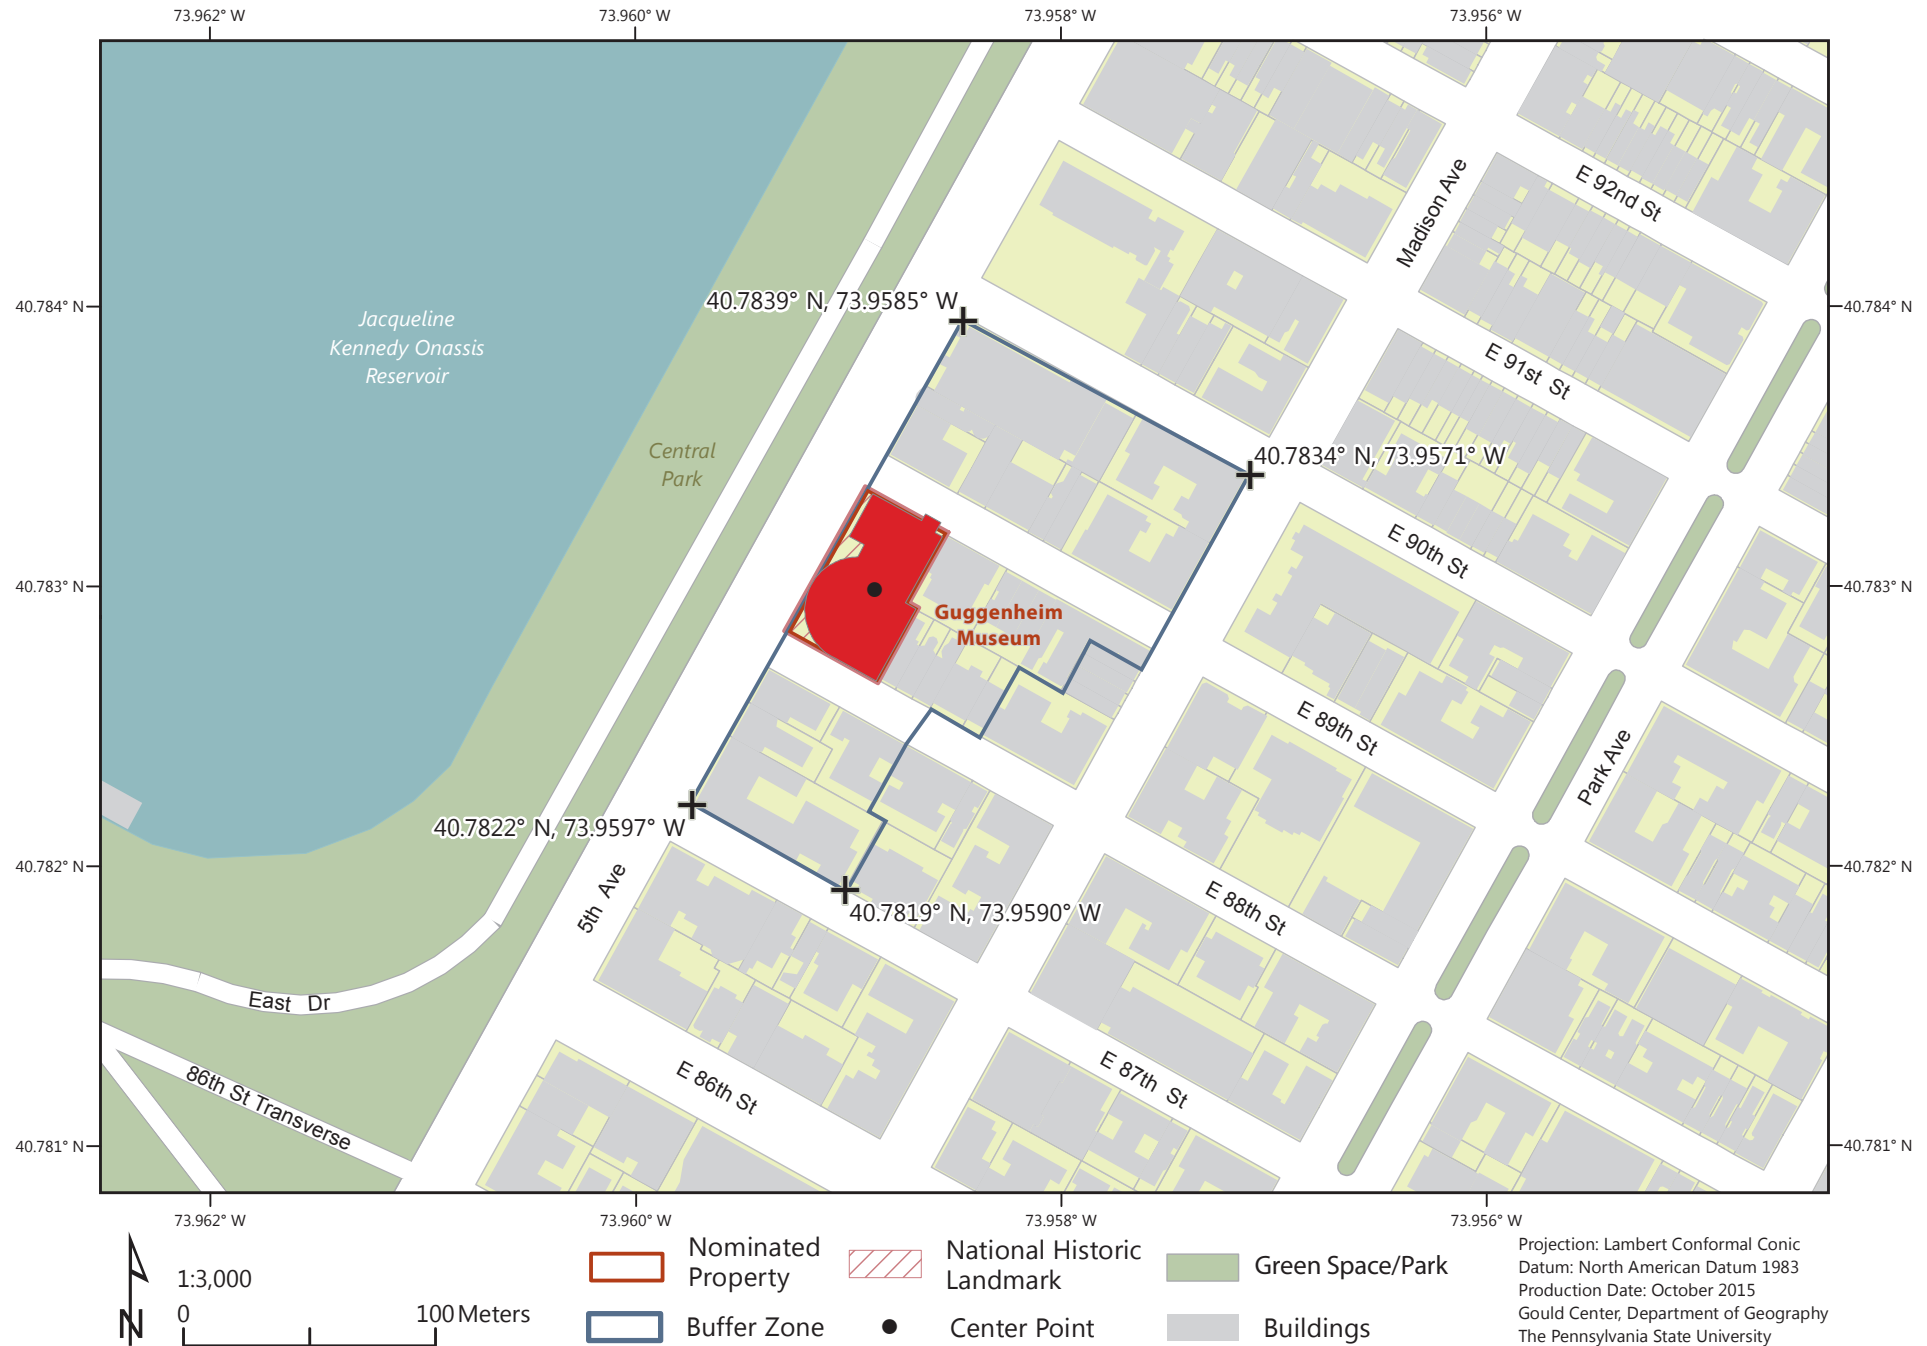 73.962° W
73.960° W
73.958° W
73.956° W
40.784° N
40.784° N
40.783° N
40.783° N
40.782° N
40.782° N
40.781° N
40.781° N
Jacqueline
Kennedy Onassis
Reservoir
Central
Park
40.7839° N, 73.9585° W
40.7834° N, 73.9571° W
40.7822° N, 73.9597° W
40.7819° N, 73.9590° W
Guggenheim
Museum
Madison Ave
E 92nd St
E 91st St
E 90th St
E 89th St
E 88th St
E 87th St
E 86th St
Park Ave
5th Ave
East Dr
86th St Transverse
73.962° W
73.960° W
73.958° W
73.956° W
N
1:3,000
0
100 Meters
Nominated
Property
Buffer Zone
National Historic
Landmark
Center Point
Green Space/Park
Buildings
Projection: Lambert Conformal Conic
Datum: North American Datum 1983
Production Date: October 2015
Gould Center, Department of Geography
The Pennsylvania State University